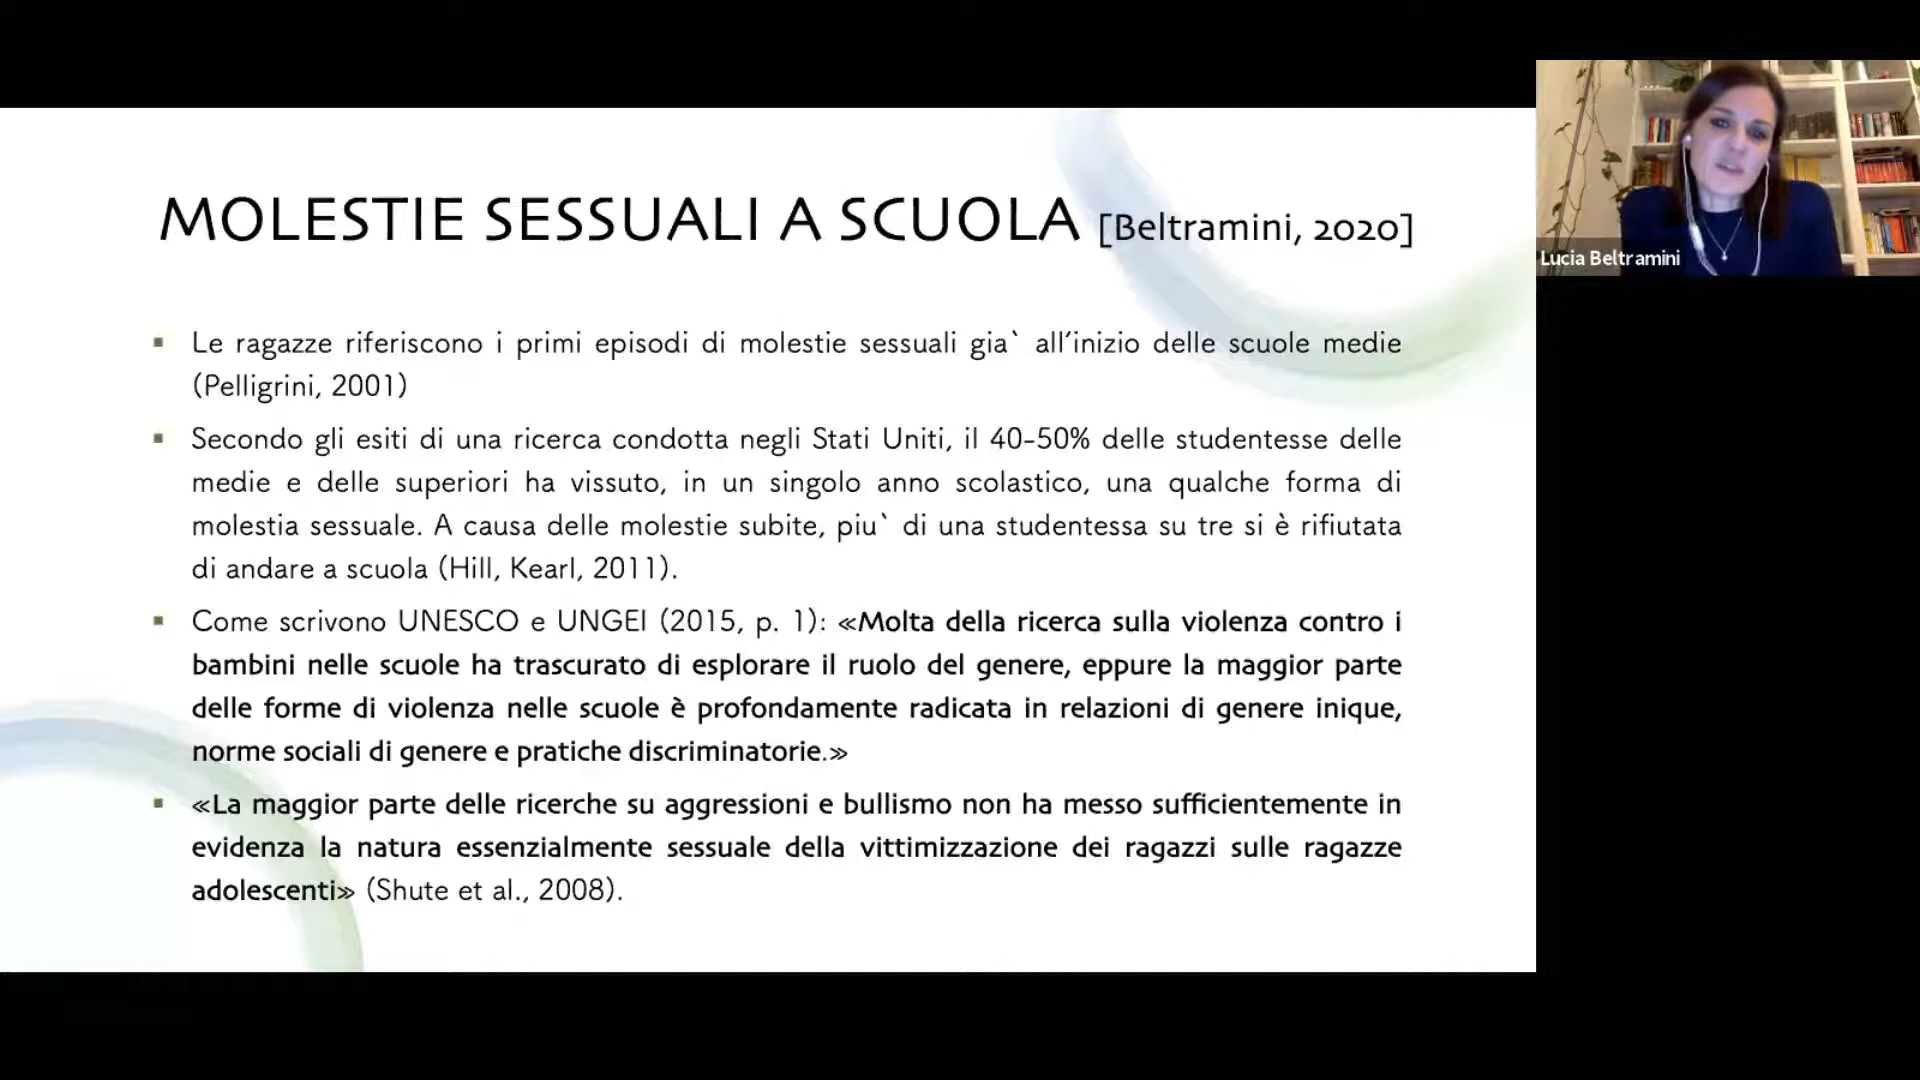 MOLESTIE SESSUALI A SCUOLA [Beltramini, 2020]
Lucia Beltramini
▪ Le ragazze riferiscono i primi episodi di molestie sessuali gia` all’inizio delle scuole medie
(Pelligrini, 2001)
▪ Secondo gli esiti di una ricerca condotta negli Stati Uniti, il 40-50% delle studentesse delle
medie e delle superiori ha vissuto, in un singolo anno scolastico, una qualche forma di
molestia sessuale. A causa delle molestie subite, piu` di una studentessa su tre si è rifiutata
di andare a scuola (Hill, Kearl, 2011).
▪ Come scrivono UNESCO e UNGEI (2015, p. 1): «Molta della ricerca sulla violenza contro i
bambini nelle scuole ha trascurato di esplorare il ruolo del genere, eppure la maggior parte
delle forme di violenza nelle scuole è profondamente radicata in relazioni di genere inique,
norme sociali di genere e pratiche discriminatorie.»
▪ «La maggior parte delle ricerche su aggressioni e bullismo non ha messo sufficientemente in
evidenza la natura essenzialmente sessuale della vittimizzazione dei ragazzi sulle ragazze
adolescenti» (Shute et al., 2008).